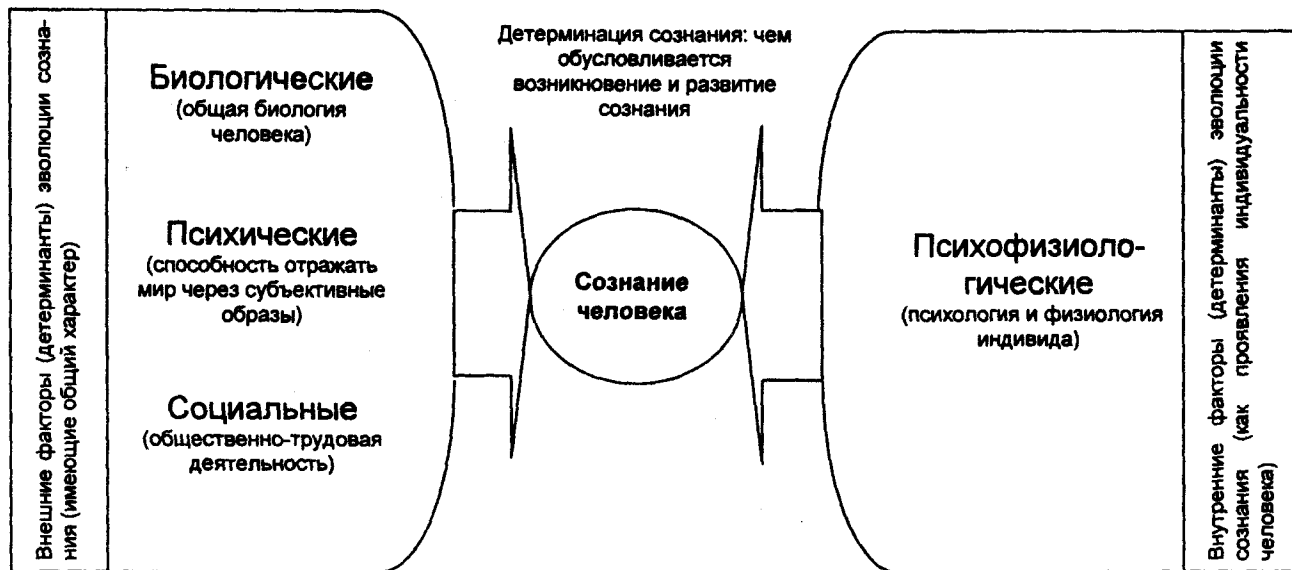 Внешние факторы (детерминанты) эволюции созна-
ния (имеющие общий характер)
Биологические
(общая биология
человека)
Психические
(способность отражать
мир через субъективные
образы)
Социальные
(общественно-трудовая
деятельность)
Детерминация сознания: чем
обусловливается
возникновение и развитие
сознания
Сознание
человека
Психофизиоло-
гические
(психология и физиология
индивида)
Внутренние факторы (детерминанты) эволюции
сознания (как проявления индивидуальности
человека)